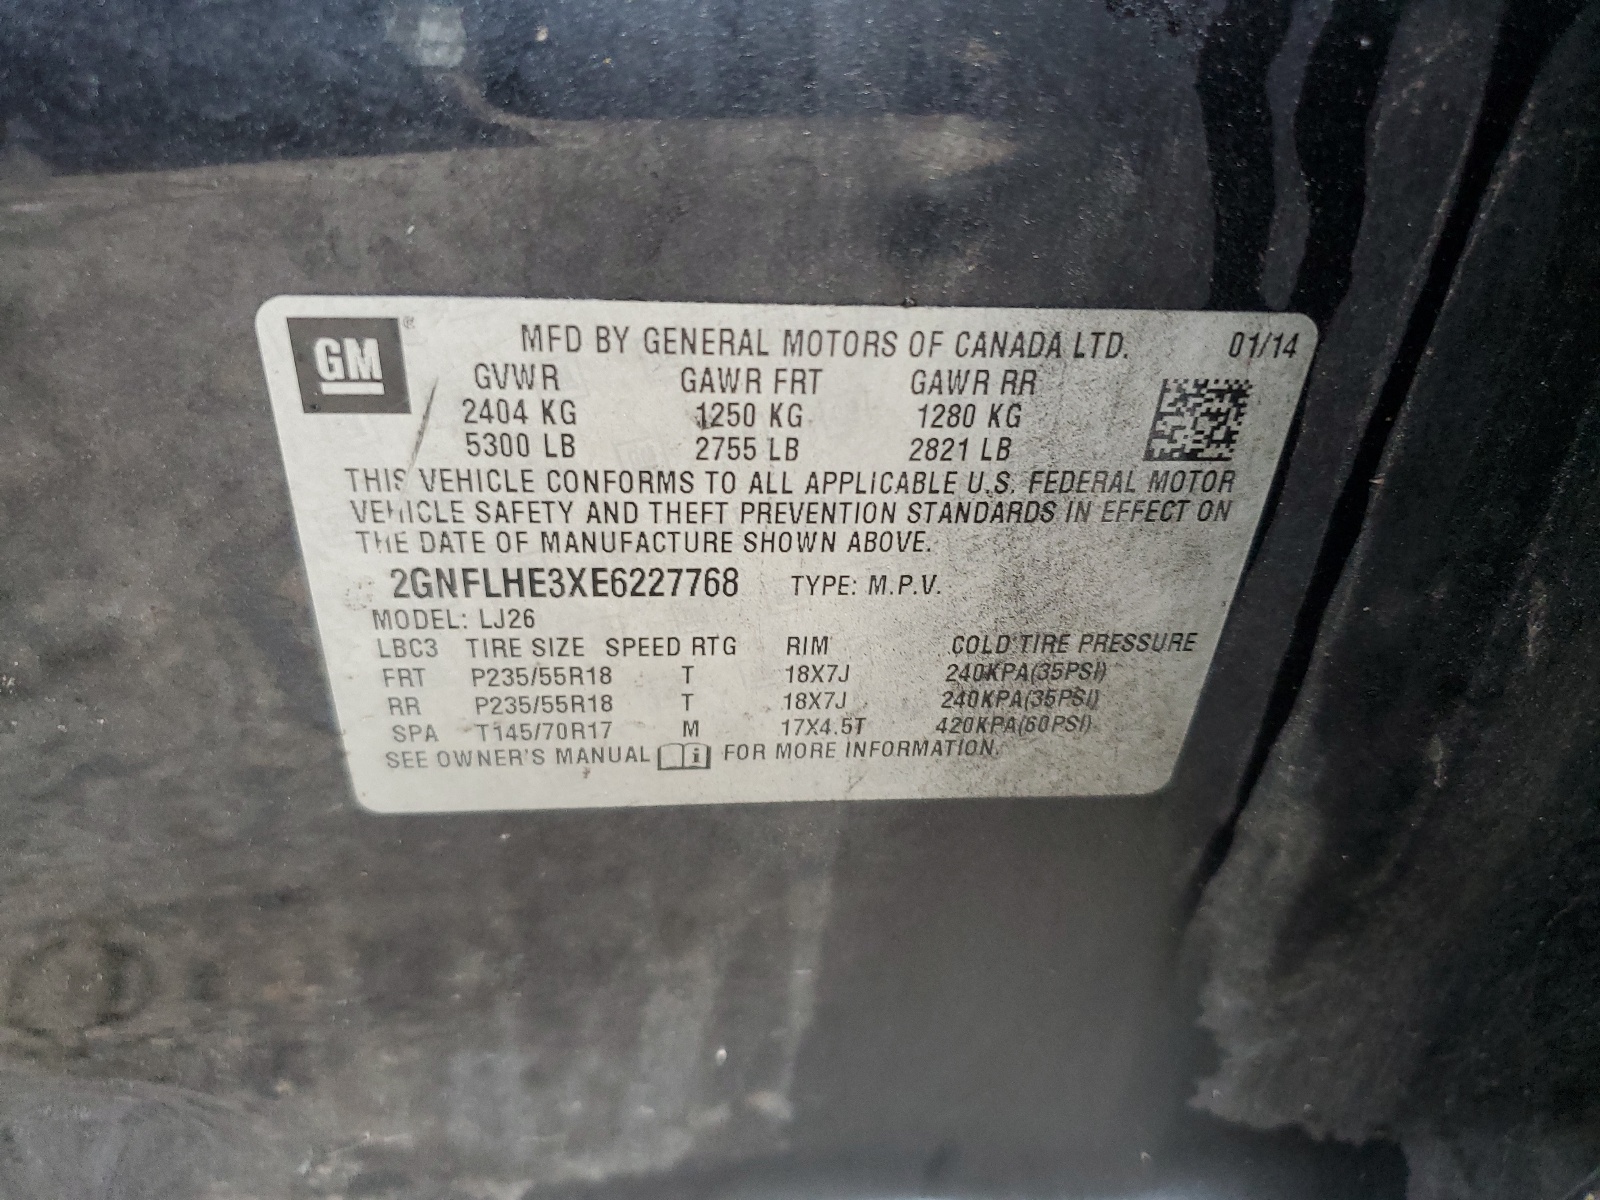 GM ®
MFD BY GENERAL MOTORS OF CANADA LTD. 01/14
GVWR GAWR FRT GAWR RR
2404 KG 1250 KG 1280 KG
5300 LB 2755 LB 2821 LB
THIS VEHICLE CONFORMS TO ALL APPLICABLE U.S. FEDERAL MOTOR
VEHICLE SAFETY AND THEFT PREVENTION STANDARDS IN EFFECT ON
THE DATE OF MANUFACTURE SHOWN ABOVE.
2GNFLHE3XE6227768 TYPE: M.P.V.
MODEL: LJ26
LBC3 TIRE SIZE SPEED RTG RIM COLD TIRE PRESSURE
FRT P235/55R18 T 18X7J 240KPA(35PSI)
RR P235/55R18 T 18X7J 240KPA(35PSI)
SPA T145/70R17 M 17X4.5T 420KPA(60PSI)
SEE OWNER'S MANUAL i FOR MORE INFORMATION.